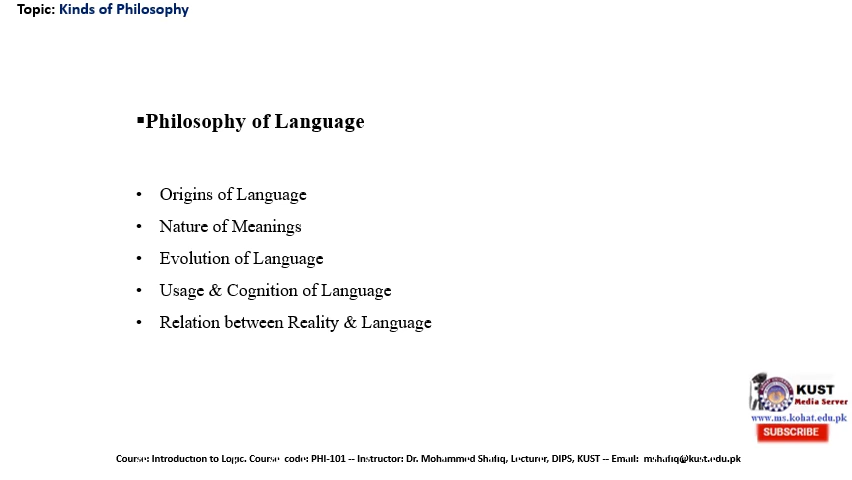 Topic: Kinds of Philosophy
▪Philosophy of Language
• Origins of Language
• Nature of Meanings
• Evolution of Language
• Usage & Cognition of Language
• Relation between Reality & Language
KUST
Media Server
www.ms.kohat.edu.pk
SUBSCRIBE
Course: Introduction to Logic. Course code: PHI-101 -- Instructor: Dr. Mohammed Shafiq, Lecturer, DIPS, KUST -- Email: mshafiq@kust.edu.pk